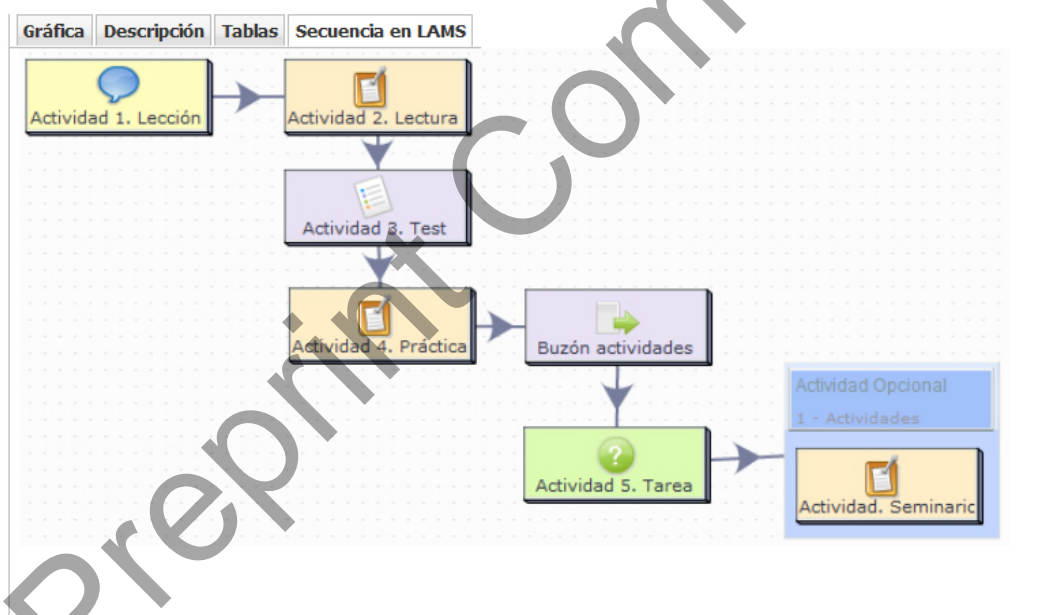 Gráfica Descripción Tablas Secuencia en LAMS
Actividad 1. Lección
Actividad 2. Lectura
Actividad 3. Test
Actividad 4. Práctica
Buzón actividades
Actividad Opcional
1 - Actividades
Actividad 5. Tarea
Actividad. Seminaric
Preprint Com